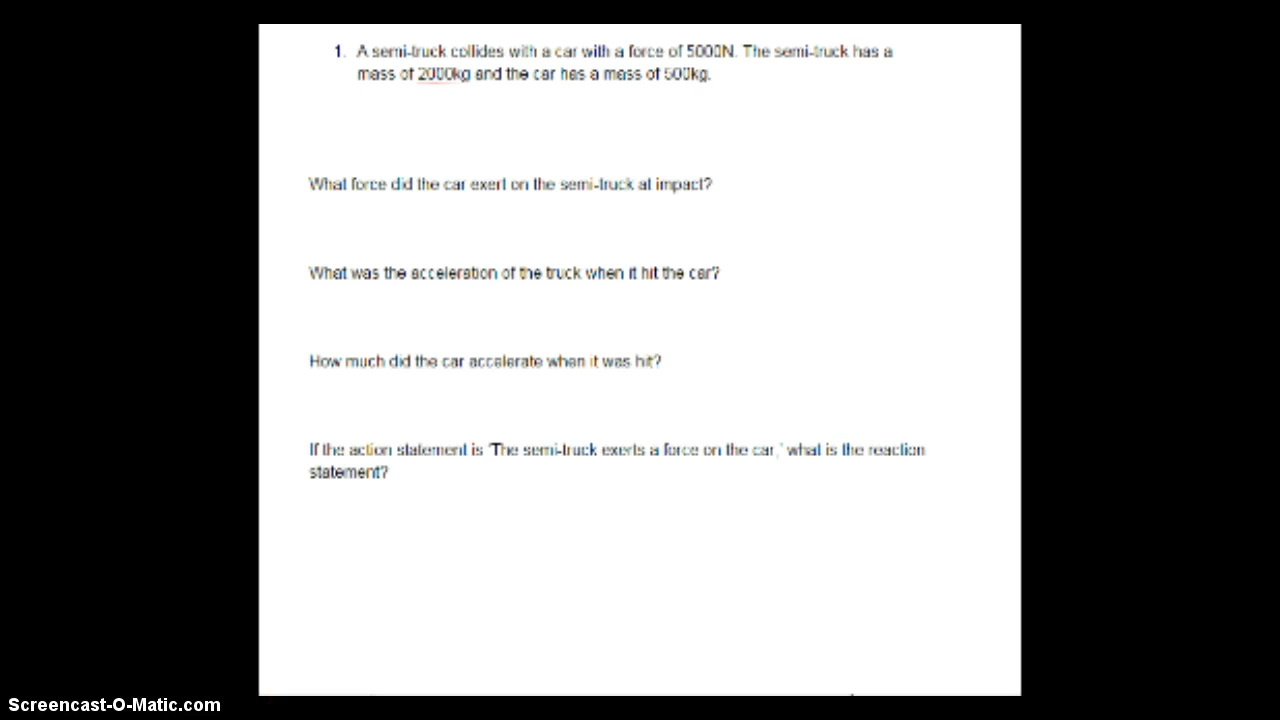 1. A semi-truck collides with a car with a force of 5000N. The semi-truck has a
mass of 2000kg and the car has a mass of 500kg.
What force did the car exert on the semi-truck at impact?
What was the acceleration of the truck when it hit the car?
How much did the car accelerate when it was hit?
If the action statement is 'The semi-truck exerts a force on the car,' what is the reaction
statement?
Screencast-O-Matic.com